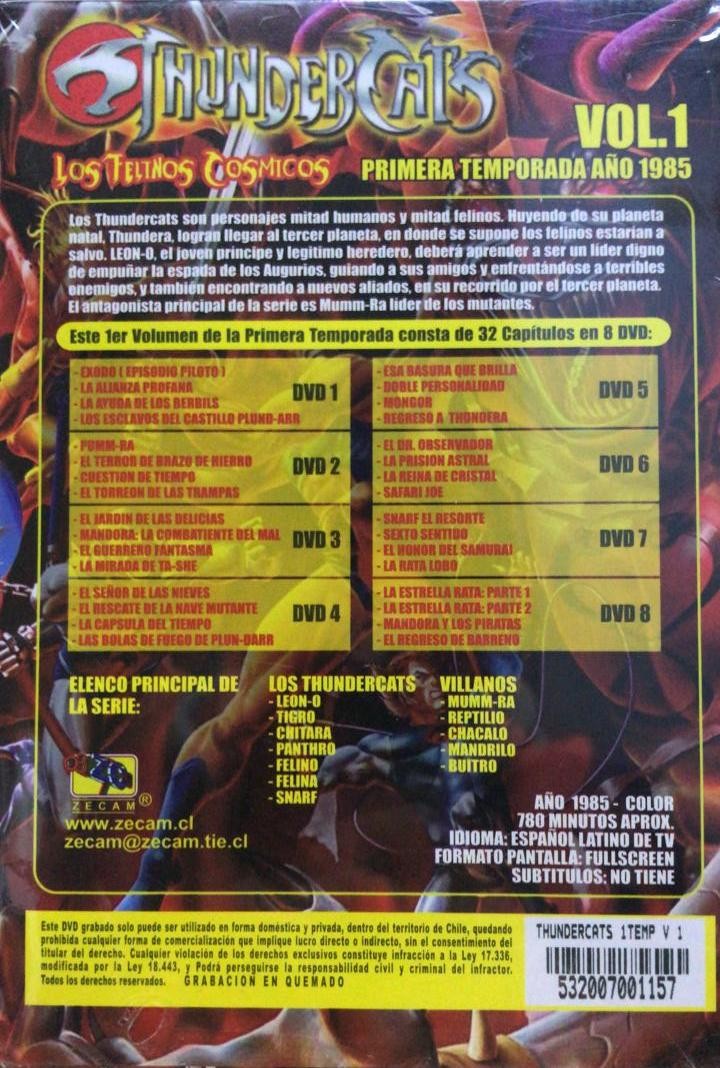 THUNDERCATS
LOS FELINOS COSMICOS
VOL.1
PRIMERA TEMPORADA AÑO 1985
Los Thundercats son personajes mitad humanos y mitad felinos. Huyendo de su planeta
natal, Thundera, logran llegar al tercer planeta, en donde se supone los felinos estarían a
salvo. LEON-O, el joven principe y legitimo heredero, deberá aprender a ser un líder digno
de empuñar la espada de los Augurios, guiando a sus amigos y enfrentándose a terribles
enemigos, y también encontrando a nuevos aliados, en su recorrido por el tercer planeta.
El antagonista principal de la serie es Mumm-Ra lider de los mutantes.
Este 1er Volumen de la Primera Temporada consta de 32 Capítulos en 8 DVD:
- EXODO ( EPISODIO PILOTO )
- LA ALIANZA PROFANA
- LA AYUDA DE LOS BERBILS
- LOS ESCLAVOS DEL CASTILLO PLUND-ARR
DVD 1
- PUMM-RA
- EL TERROR DE BRAZO DE HIERRO
- CUESTION DE TIEMPO
- EL TORREON DE LAS TRAMPAS
DVD 2
- EL JARDIN DE LAS DELICIAS
- MANDORA: LA COMBATIENTE DEL MAL
- EL GUERRERO FANTASMA
- LA MIRADA DE TA-SHE
DVD 3
- EL SEÑOR DE LAS NIEVES
- EL RESCATE DE LA NAVE MUTANTE
- LA CAPSULA DEL TIEMPO
- LAS BOLAS DE FUEGO DE PLUN-DARR
DVD 4
- ESA BASURA QUE BRILLA
- DOBLE PERSONALIDAD
- MONGOR
- REGRESO A THONDERA
DVD 5
- EL DR. OBSERVADOR
- LA PRISION ASTRAL
- LA REINA DE CRISTAL
- SAFARI JOE
DVD 6
- SNARF EL RESORTE
- SEXTO SENTIDO
- EL HONOR DEL SAMURAI
- LA RATA LOBO
DVD 7
- LA ESTRELLA RATA: PARTE 1
- LA ESTRELLA RATA: PARTE 2
- MANDORA Y LOS PIRATAS
- EL REGRESO DE BARRENO
DVD 8
ELENCO PRINCIPAL DE
LA SERIE:
LOS THUNDERCATS
- LEON-O
- TIGRO
- CHITARA
- PANTHRO
- FELINO
- FELINA
- SNARF
VILLANOS
- MUMM-RA
- REPTILIO
- CHACALO
- MANDRILO
- BUITRO
ZECAM®
www.zecam.cl
zecam@zecam.tie.cl
AÑO 1985 - COLOR
780 MINUTOS APROX.
IDIOMA: ESPAÑOL LATINO DE TV
FORMATO PANTALLA: FULLSCREEN
SUBTITULOS: NO TIENE
Este DVD grabado solo puede ser utilizado en forma doméstica y privada, dentro del territorio de Chile, quedando
prohibida cualquier forma de comercialización que implique lucro directo o indirecto, sin el consentimiento del
titular del derecho. Cualquier violación de los derechos exclusivos constituye infracción a la Ley 17.336,
modificada por la Ley 18.443, y Podrá perseguirse la responsabilidad civil y criminal del infractor.
Todos los derechos reservados. GRABACION EN QUEMADO
THUNDERCATS 1TEMP V 1
532007001157